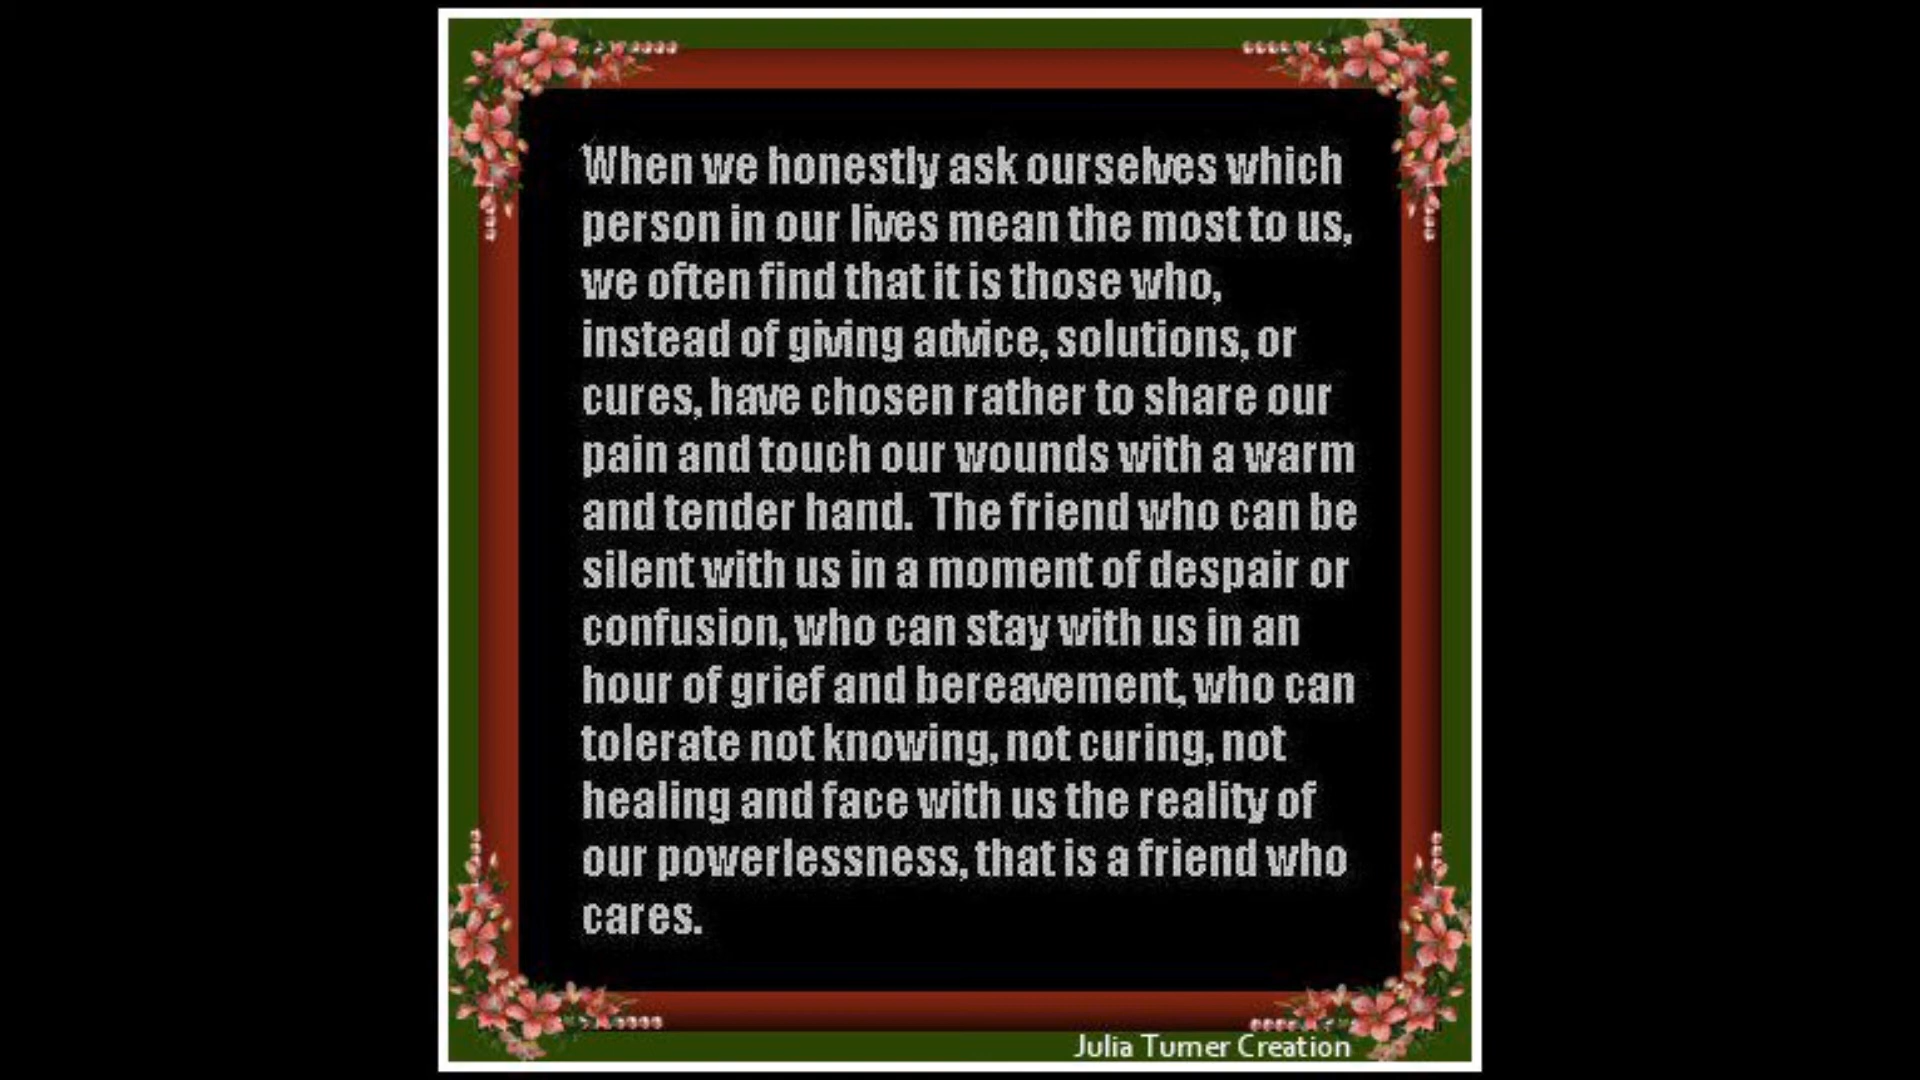 When we honestly ask ourselves which
person in our lives mean the most to us,
we often find that it is those who,
instead of giving advice, solutions, or
cures, have chosen rather to share our
pain and touch our wounds with a warm
and tender hand. The friend who can be
silent with us in a moment of despair or
confusion, who can stay with us in an
hour of grief and bereavement, who can
tolerate not knowing, not curing, not
healing and face with us the reality of
our powerlessness, that is a friend who
cares.
Julia Turner Creation